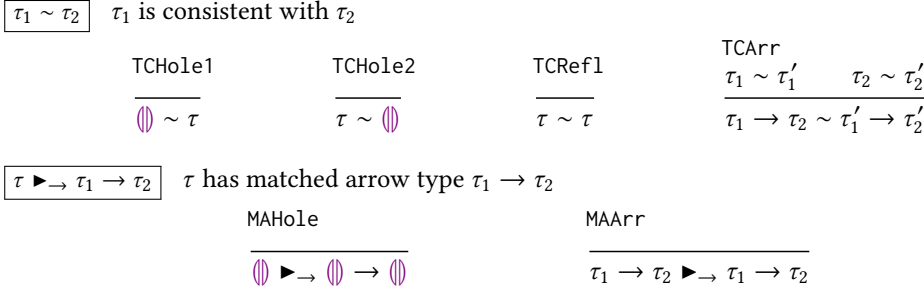 τ₁ ∼ τ₂ τ₁ is consistent with τ₂
TCHole1 TCHole2 TCRefl TCArr
τ₁ ∼ τ₁′ τ₂ ∼ τ₂′
⦇⦈ ∼ τ τ ∼ ⦇⦈ τ ∼ τ τ₁ → τ₂ ∼ τ₁′ → τ₂′
τ ▶→ τ₁ → τ₂ τ has matched arrow type τ₁ → τ₂
MAHole MAArr
⦇⦈ ▶→ ⦇⦈ → ⦇⦈ τ₁ → τ₂ ▶→ τ₁ → τ₂